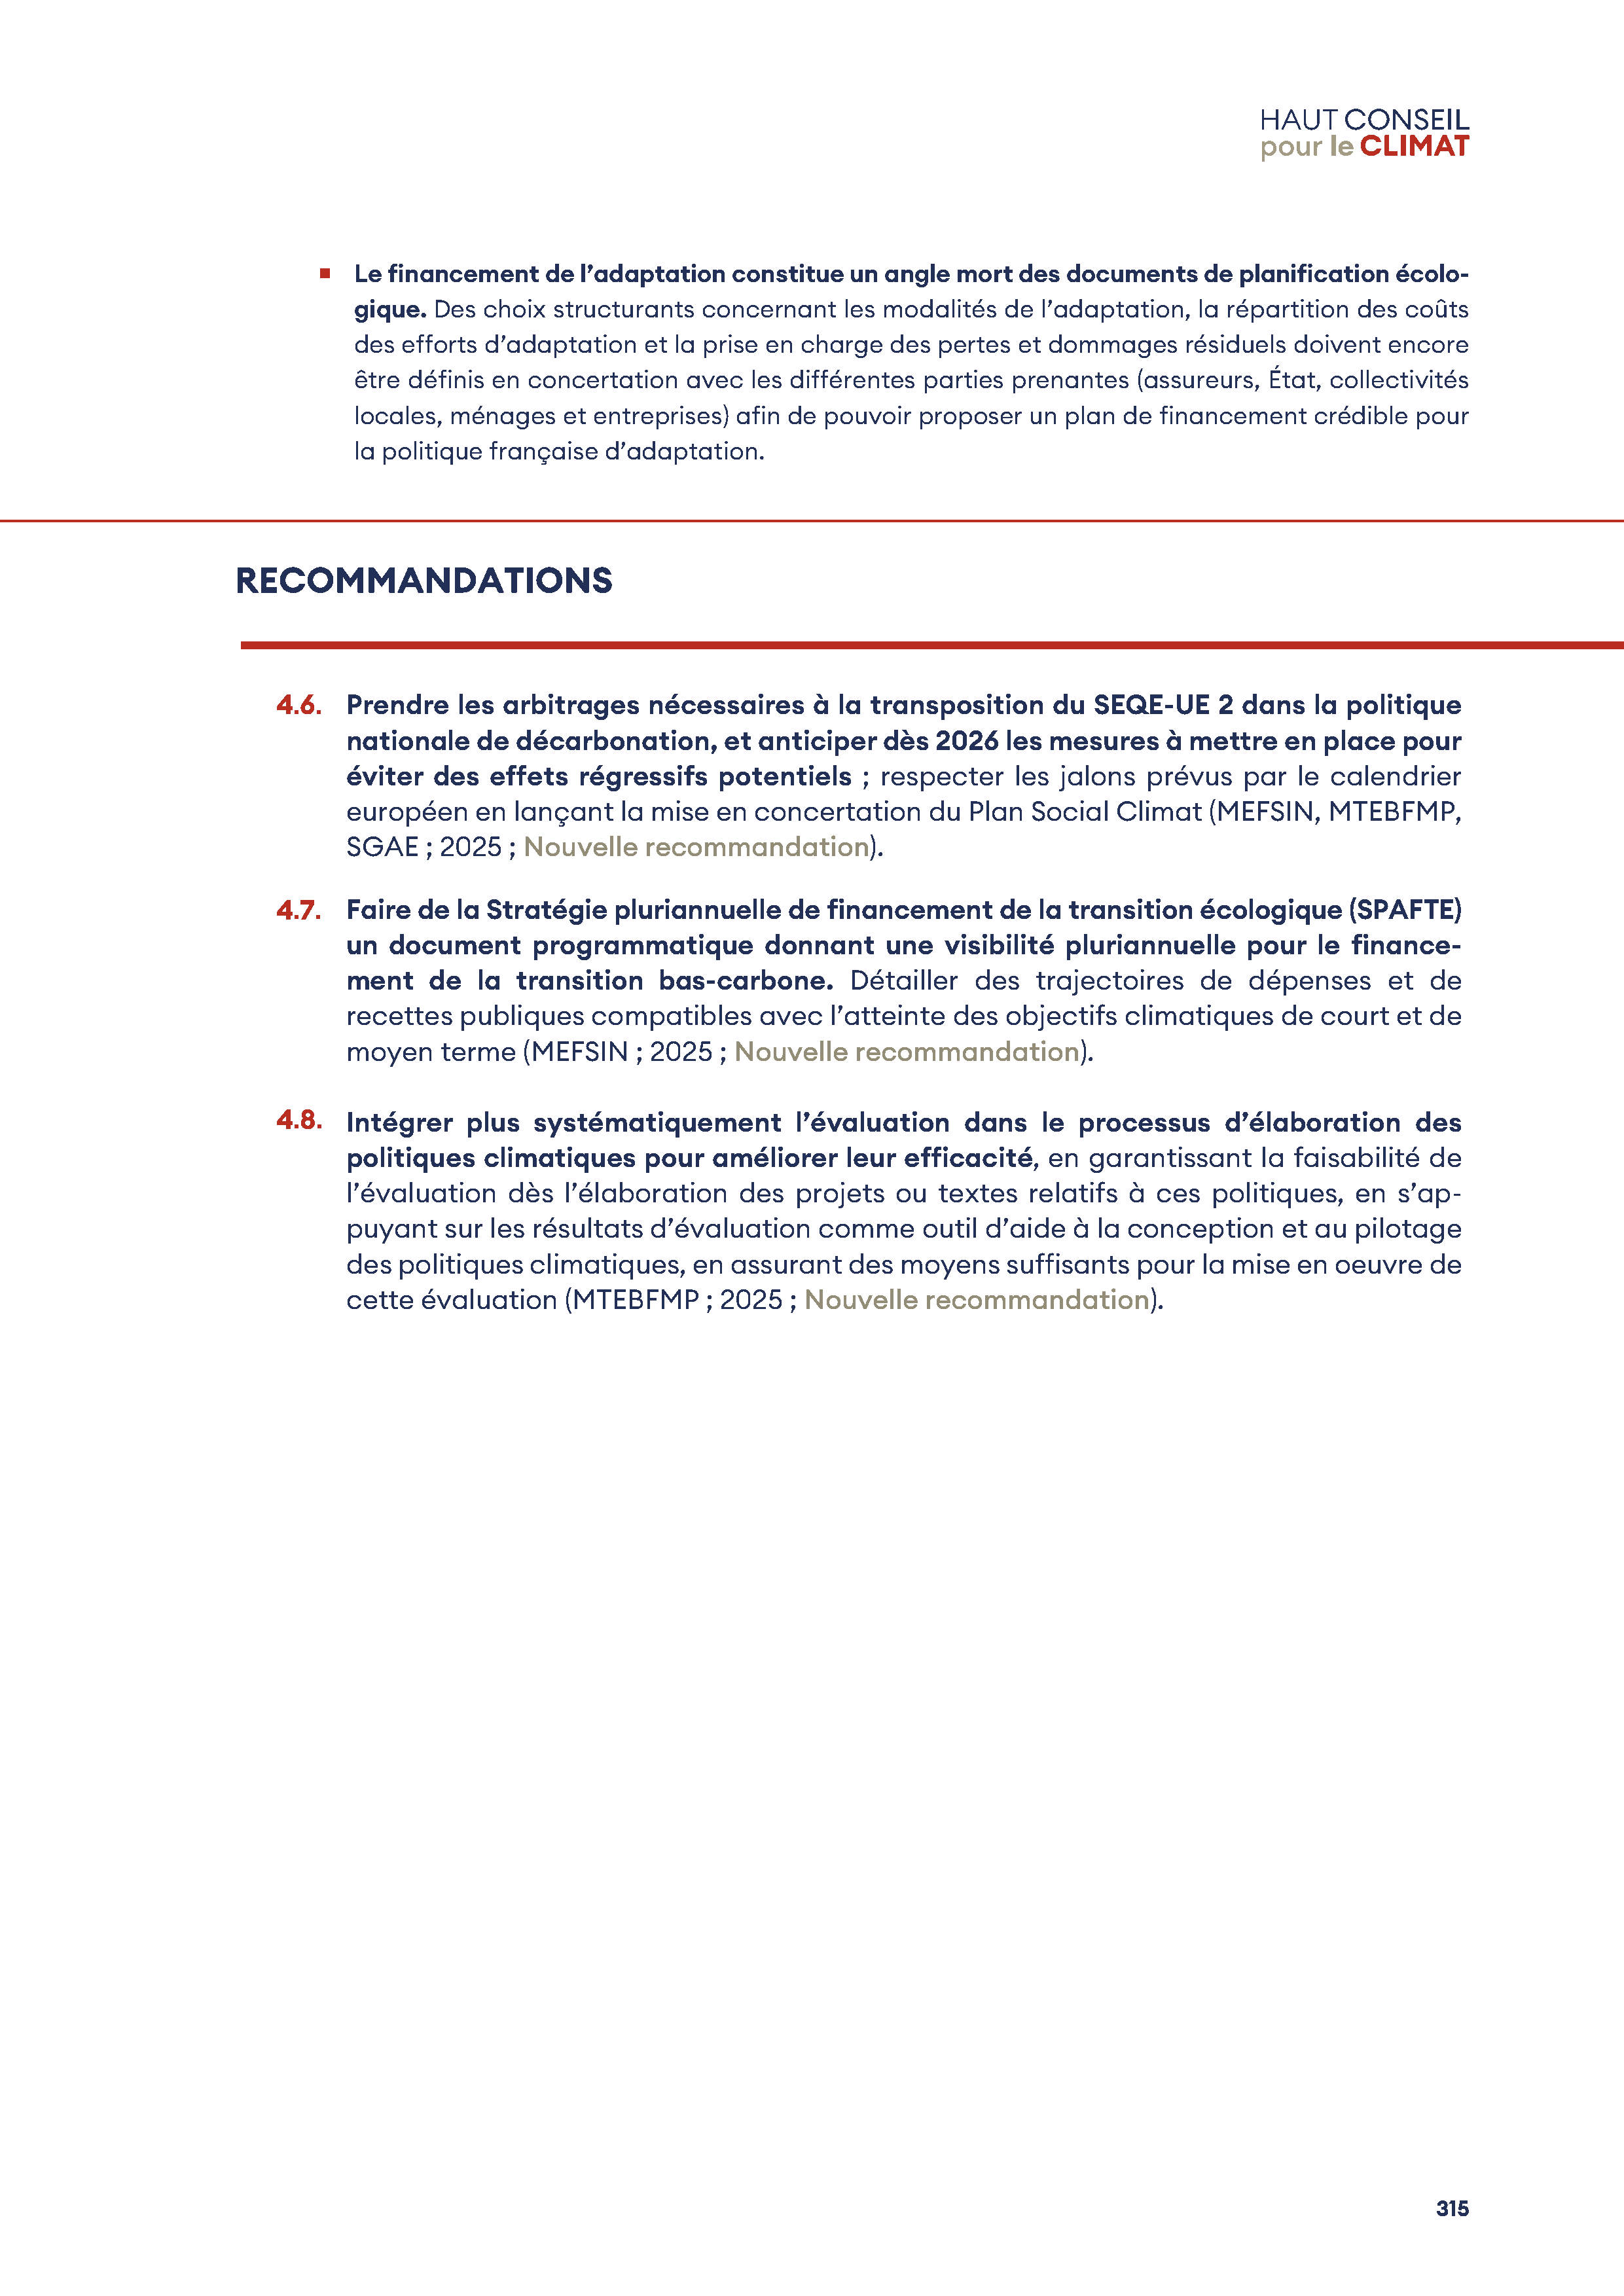 HAUT CONSEIL
pour le CLIMAT
Le financement de l’adaptation constitue un angle mort des documents de planification écolo-
gique. Des choix structurants concernant les modalités de l’adaptation, la répartition des coûts
des efforts d’adaptation et la prise en charge des pertes et dommages résiduels doivent encore
être définis en concertation avec les différentes parties prenantes (assureurs, État, collectivités
locales, ménages et entreprises) afin de pouvoir proposer un plan de financement crédible pour
la politique française d’adaptation.
RECOMMANDATIONS
4.6. Prendre les arbitrages nécessaires à la transposition du SEQE-UE 2 dans la politique
nationale de décarbonation, et anticiper dès 2026 les mesures à mettre en place pour
éviter des effets régressifs potentiels ; respecter les jalons prévus par le calendrier
européen en lançant la mise en concertation du Plan Social Climat (MEFSIN, MTEBFMP,
SGAE ; 2025 ; Nouvelle recommandation).
4.7. Faire de la Stratégie pluriannuelle de financement de la transition écologique (SPAFTE)
un document programmatique donnant une visibilité pluriannuelle pour le finance-
ment de la transition bas-carbone. Détailler des trajectoires de dépenses et de
recettes publiques compatibles avec l’atteinte des objectifs climatiques de court et de
moyen terme (MEFSIN ; 2025 ; Nouvelle recommandation).
4.8. Intégrer plus systématiquement l’évaluation dans le processus d’élaboration des
politiques climatiques pour améliorer leur efficacité, en garantissant la faisabilité de
l’évaluation dès l’élaboration des projets ou textes relatifs à ces politiques, en s’ap-
puyant sur les résultats d’évaluation comme outil d’aide à la conception et au pilotage
des politiques climatiques, en assurant des moyens suffisants pour la mise en oeuvre de
cette évaluation (MTEBFMP ; 2025 ; Nouvelle recommandation).
315